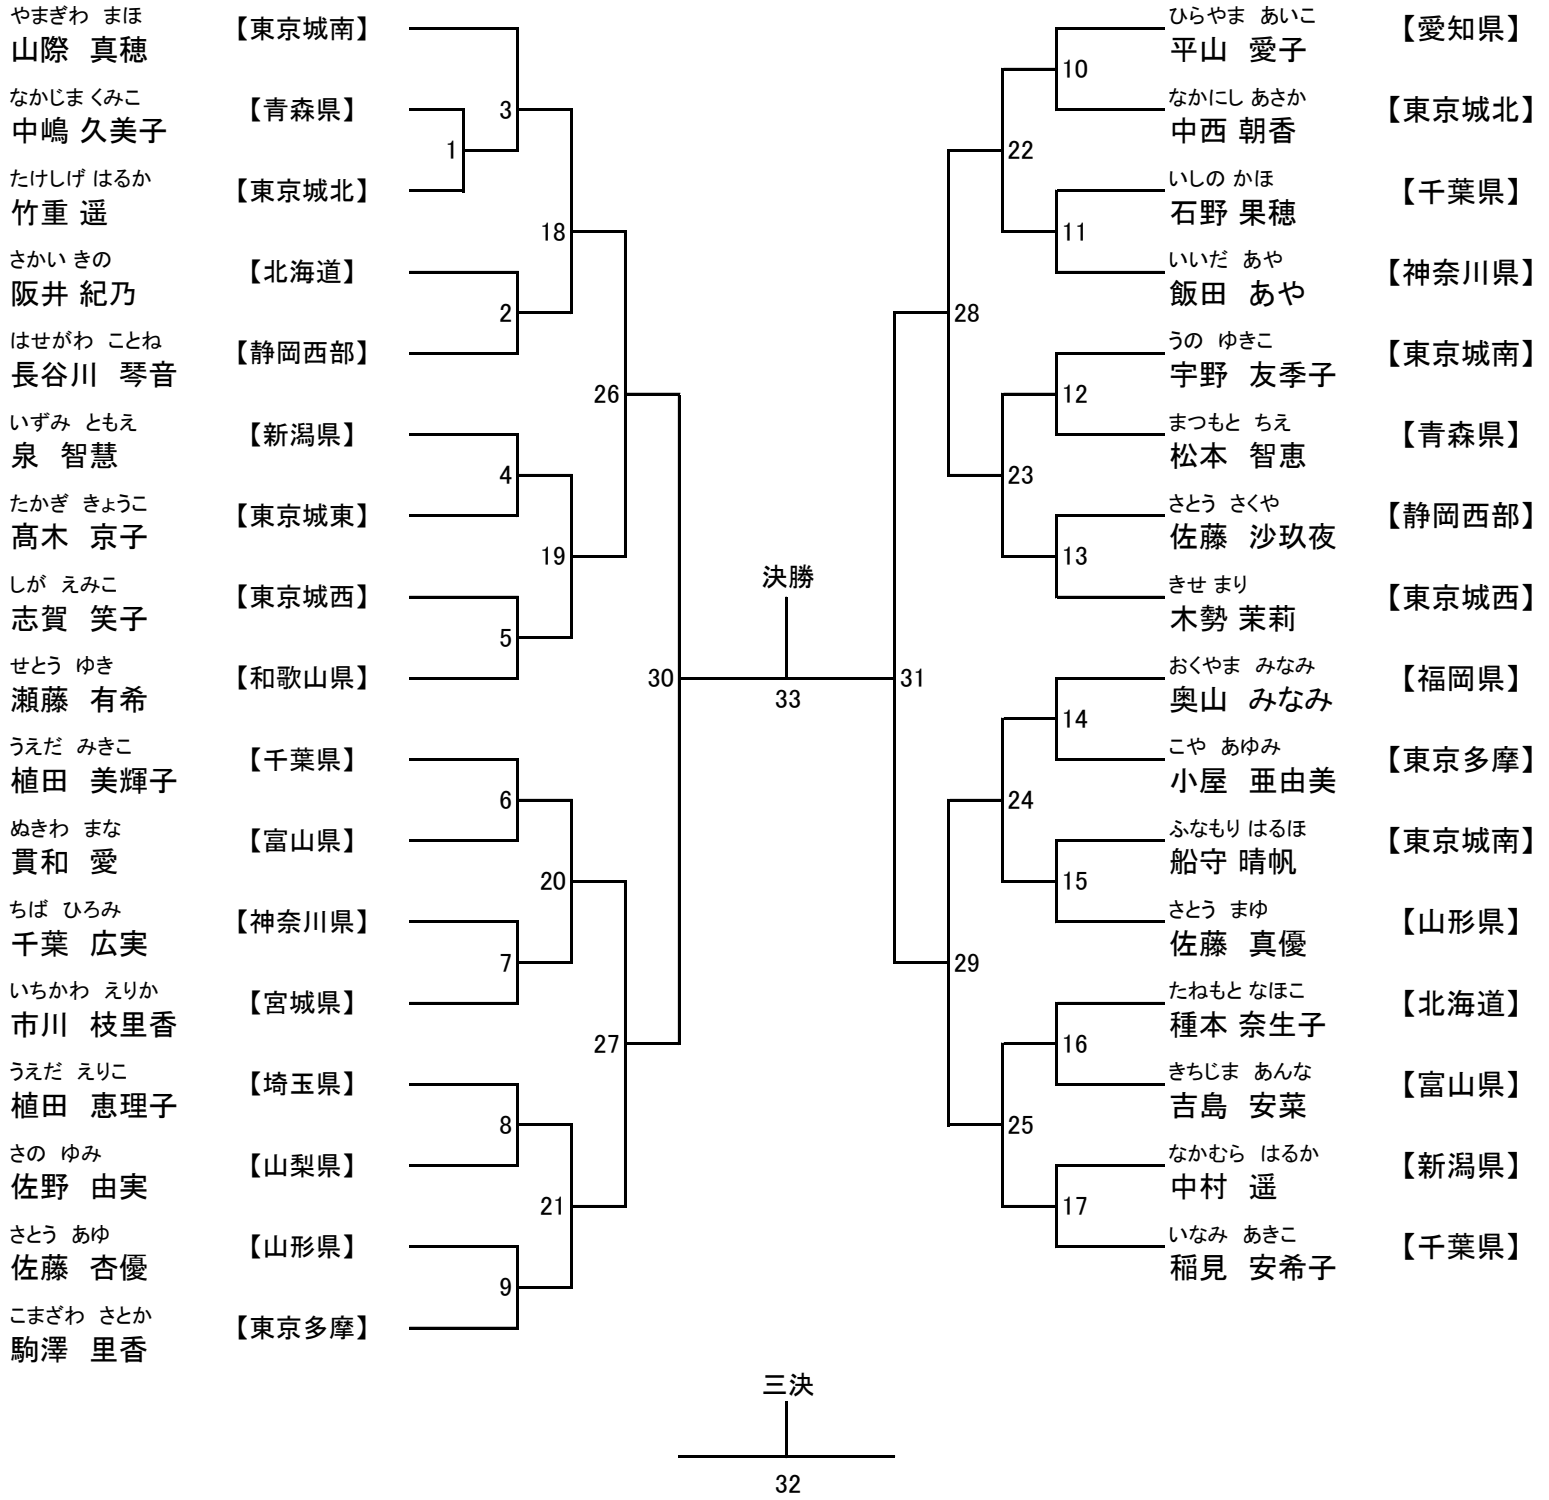 やまぎわ まほ
山際 真穂 【東京城南】
なかじま くみこ
中嶋 久美子 【青森県】
たけしげ はるか
竹重 遥 【東京城北】
さかい きの
阪井 紀乃 【北海道】
はせがわ ことね
長谷川 琴音 【静岡西部】
いずみ ともえ
泉 智慧 【新潟県】
たかぎ きょうこ
髙木 京子 【東京城東】
しが えみこ
志賀 笑子 【東京城西】
せとう ゆき
瀬藤 有希 【和歌山県】
うえだ みきこ
植田 美輝子 【千葉県】
ぬきわ まな
貫和 愛 【富山県】
ちば ひろみ
千葉 広実 【神奈川県】
いちかわ えりか
市川 枝里香 【宮城県】
うえだ えりこ
植田 恵理子 【埼玉県】
さの ゆみ
佐野 由実 【山梨県】
さとう あゆ
佐藤 杏優 【山形県】
こまざわ さとか
駒澤 里香 【東京多摩】
1
3
2
4
5
6
7
8
9
18
19
20
21
26
27
30
決勝
33
31
28
29
22
23
24
25
10
11
12
13
14
15
16
17
ひらやま あいこ
平山 愛子 【愛知県】
なかにし あさか
中西 朝香 【東京城北】
いしの かほ
石野 果穂 【千葉県】
いいだ あや
飯田 あや 【神奈川県】
うの ゆきこ
宇野 友季子 【東京城南】
まつもと ちえ
松本 智恵 【青森県】
さとう さくや
佐藤 沙玖夜 【静岡西部】
きせ まり
木勢 茉莉 【東京城西】
おくやま みなみ
奥山 みなみ 【福岡県】
こや あゆみ
小屋 亜由美 【東京多摩】
ふなもり はるほ
船守 晴帆 【東京城南】
さとう まゆ
佐藤 真優 【山形県】
たねもと なほこ
種本 奈生子 【北海道】
きちじま あんな
吉島 安菜 【富山県】
なかむら はるか
中村 遥 【新潟県】
いなみ あきこ
稲見 安希子 【千葉県】
三決
32